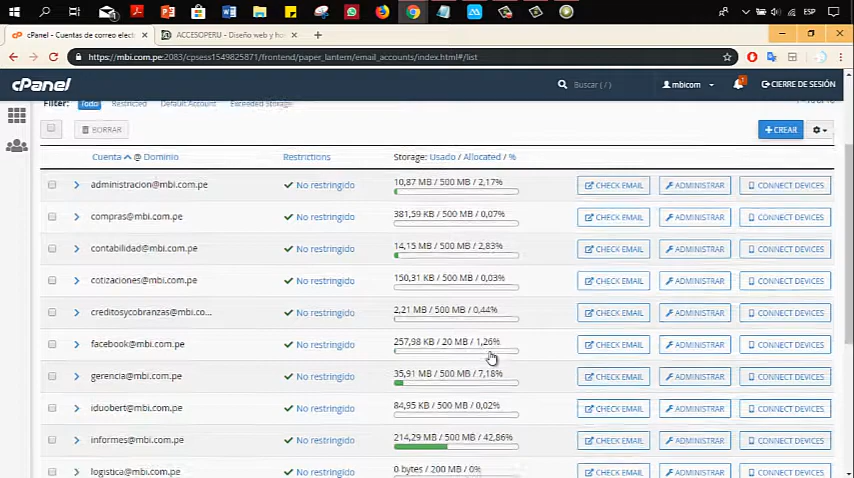 ESP
cPanel - Cuentas de correo elect
ACCESOPERU - Diseño web y ho
https://mbi.com.pe:2083/cpsess1549825871/frontend/paper_lantern/email_accounts/index.html#/list
cPanel
Buscar ( / )
mbicom
1
CIERRE DE SESIÓN
Filter: Todo Restricted Default Account Exceeded Storage
BORRAR
+ CREAR
Cuenta @ Dominio Restrictions Storage: Usado / Allocated / %
administracion@mbi.com.pe No restringido 10,87 MB / 500 MB / 2,17% CHECK EMAIL ADMINISTRAR CONNECT DEVICES
compras@mbi.com.pe No restringido 381,59 KB / 500 MB / 0,07% CHECK EMAIL ADMINISTRAR CONNECT DEVICES
contabilidad@mbi.com.pe No restringido 14,15 MB / 500 MB / 2,83% CHECK EMAIL ADMINISTRAR CONNECT DEVICES
cotizaciones@mbi.com.pe No restringido 150,31 KB / 500 MB / 0,03% CHECK EMAIL ADMINISTRAR CONNECT DEVICES
creditosycobranzas@mbi.co... No restringido 2,21 MB / 500 MB / 0,44% CHECK EMAIL ADMINISTRAR CONNECT DEVICES
facebook@mbi.com.pe No restringido 257,98 KB / 20 MB / 1,26% CHECK EMAIL ADMINISTRAR CONNECT DEVICES
gerencia@mbi.com.pe No restringido 35,91 MB / 500 MB / 7,18% CHECK EMAIL ADMINISTRAR CONNECT DEVICES
iduobert@mbi.com.pe No restringido 84,95 KB / 500 MB / 0,02% CHECK EMAIL ADMINISTRAR CONNECT DEVICES
informes@mbi.com.pe No restringido 214,29 MB / 500 MB / 42,86% CHECK EMAIL ADMINISTRAR CONNECT DEVICES
logistica@mbi.com.pe No restringido 0 bytes / 200 MB / 0% CHECK EMAIL ADMINISTRAR CONNECT DEVICES